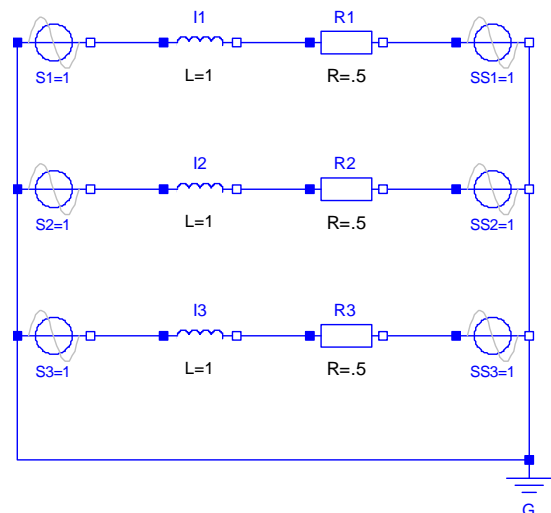 I1 R1
S1=1 L=1 R=.5 SS1=1
I2 R2
S2=1 L=1 R=.5 SS2=1
I3 R3
S3=1 L=1 R=.5 SS3=1
G